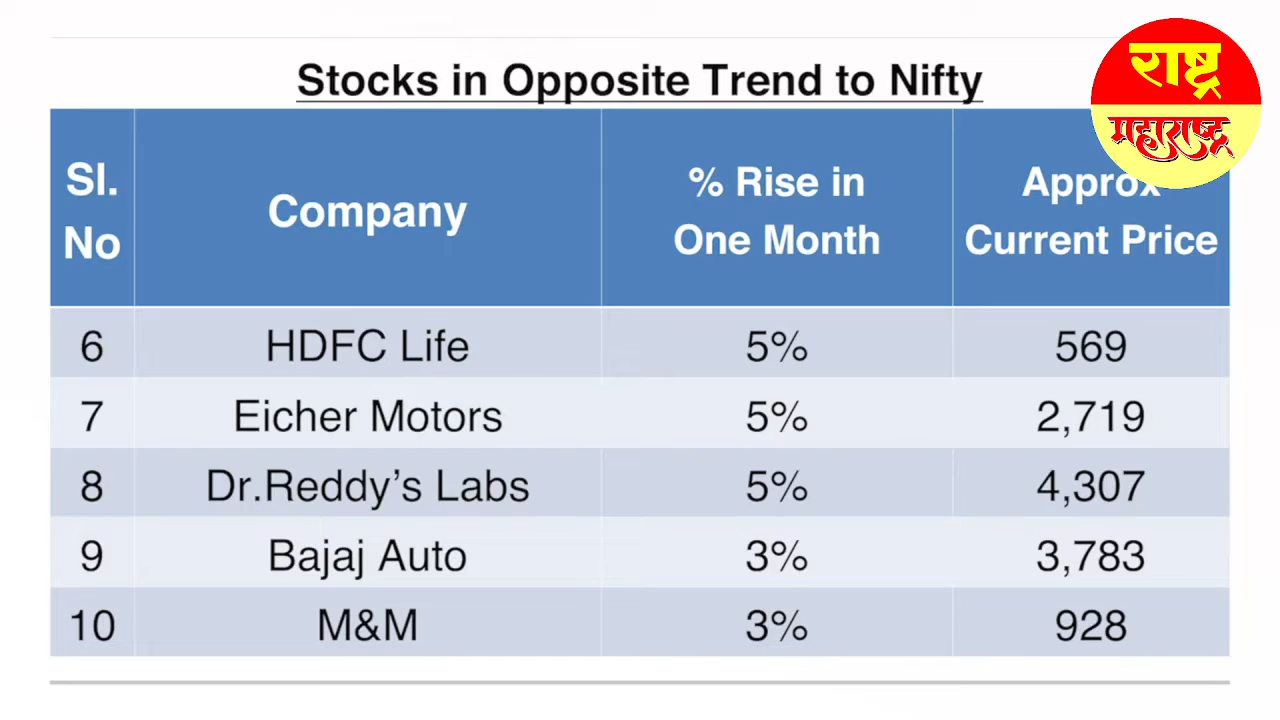 Stocks in Opposite Trend to Nifty
राष्ट्र
महाराष्ट्र
Sl. No
Company
% Rise in One Month
Approx Current Price
6 HDFC Life 5% 569
7 Eicher Motors 5% 2,719
8 Dr.Reddy's Labs 5% 4,307
9 Bajaj Auto 3% 3,783
10 M&M 3% 928